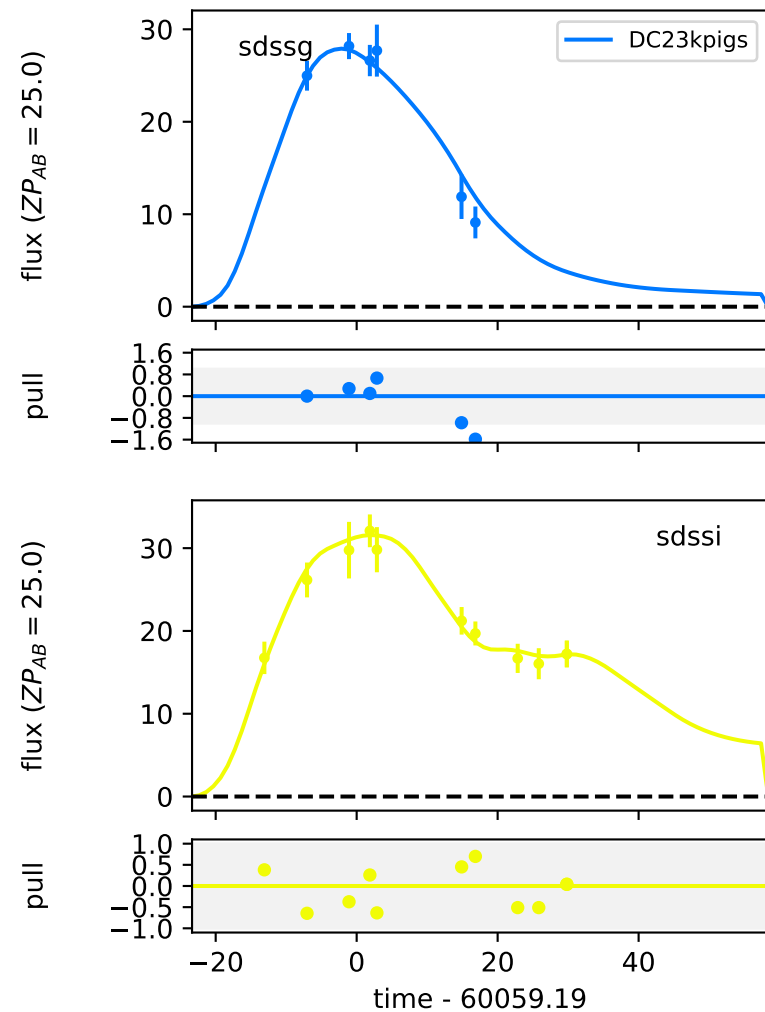 sdssg
DC23kpigs
flux (ZP_AB = 25.0)
30
20
10
0
pull
1.6
0.8
0.0
−0.8
−1.6
sdssi
flux (ZP_AB = 25.0)
30
20
10
0
pull
1.0
0.5
0.0
−0.5
−1.0
−20 0 20 40
time - 60059.19